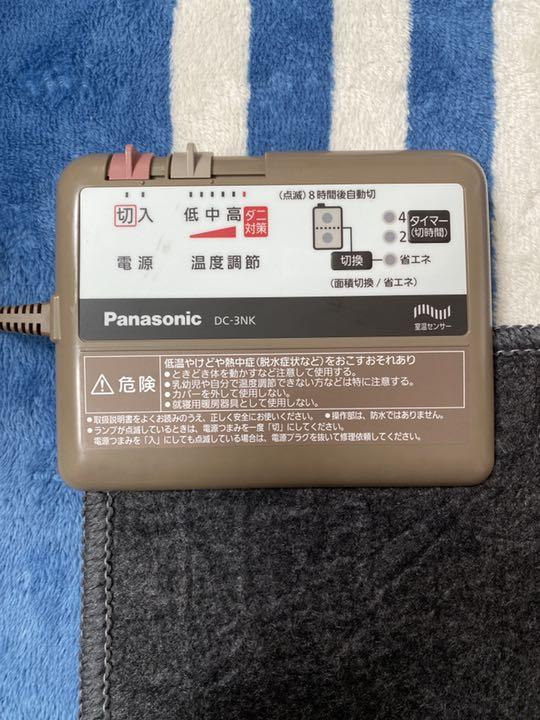 (点滅) 8時間後自動切
切 入
低 中 高 ダニ対策
4
2
タイマー(切時間)
切換
省エネ
電源
温度調節
(面積切換/省エネ)
Panasonic DC-3NK
室温センサー
危険
低温やけどや熱中症(脱水症状など)をおこすおそれあり
●ときどき体を動かすなど注意して使用する。
●乳幼児や自分で温度調節できない方などは特に注意する。
●カバーを外して使用しない。
●就寝用暖房器具として使用しない。
●取扱説明書をよくお読みのうえ、正しく安全にお使いください。 ●操作部は、防水ではありません。
●ランプが点滅しているときは、電源つまみを一度「切」にしてください。
電源つまみを「入」にしても点滅している場合は、電源プラグを抜いて修理依頼してください。